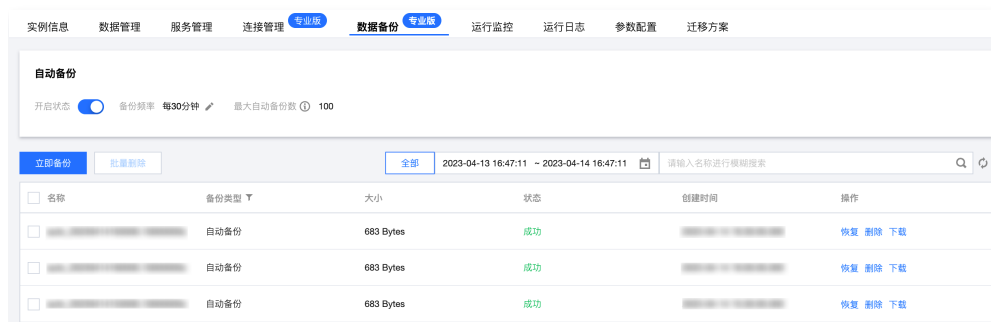 实例信息 数据管理 服务管理 连接管理 专业版 数据备份 专业版 运行监控 运行日志 参数配置 迁移方案
自动备份
开启状态 备份频率 每30分钟 最大自动备份数 100
立即备份 批量删除 全部 2023-04-13 16:47:11 ~ 2023-04-14 16:47:11 请输入名称进行模糊搜索
名称 备份类型 大小 状态 创建时间 操作
自动备份 683 Bytes 成功 恢复 删除 下载
自动备份 683 Bytes 成功 恢复 删除 下载
自动备份 683 Bytes 成功 恢复 删除 下载